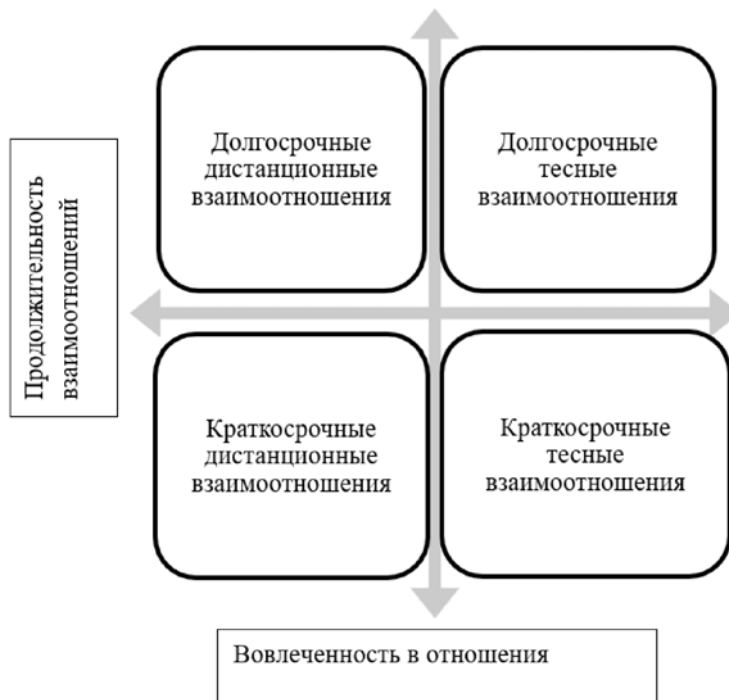 Долгосрочные
дистанционные
взаимоотношения
Долгосрочные
тесные
взаимоотношения
Продолжительность
взаимоотношений
Краткосрочные
дистанционные
взаимоотношения
Краткосрочные
тесные
взаимоотношения
Вовлеченность в отношения